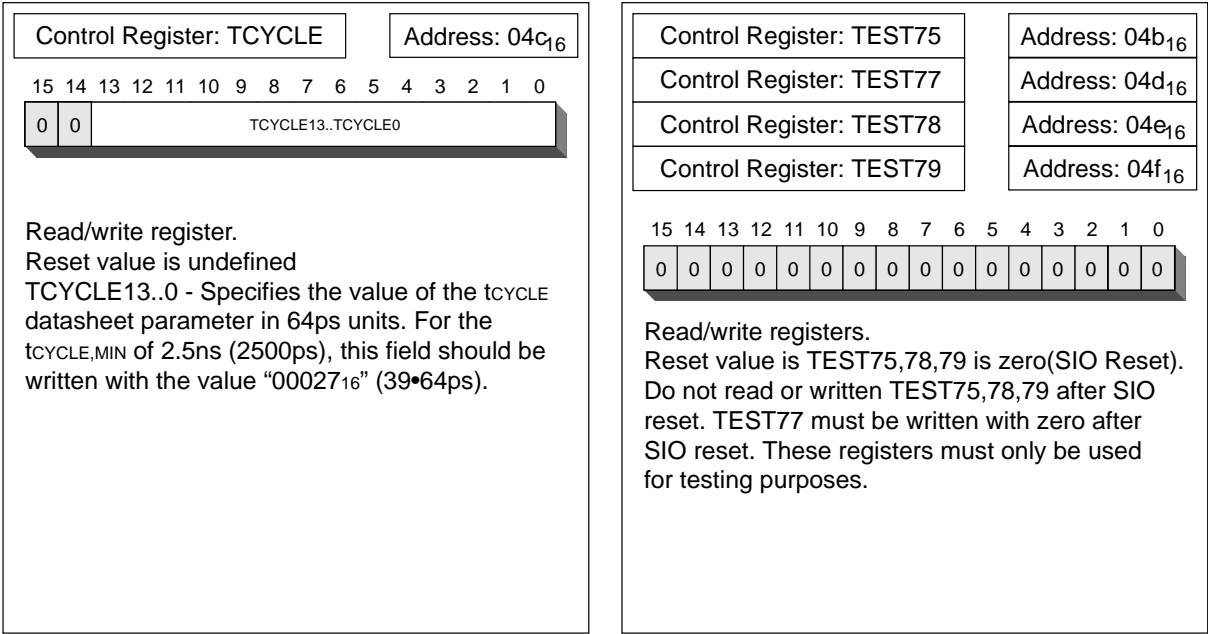 Control Register: TCYCLE
Address: 04c16
15 14 13 12 11 10 9 8 7 6 5 4 3 2 1 0
0 0 TCYCLE13..TCYCLE0
Read/write register.
Reset value is undefined
TCYCLE13..0 - Specifies the value of the tCYCLE
datasheet parameter in 64ps units. For the
tCYCLE,MIN of 2.5ns (2500ps), this field should be
written with the value “0002716” (39•64ps).
Control Register: TEST75
Address: 04b16
Control Register: TEST77
Address: 04d16
Control Register: TEST78
Address: 04e16
Control Register: TEST79
Address: 04f16
15 14 13 12 11 10 9 8 7 6 5 4 3 2 1 0
0 0 0 0 0 0 0 0 0 0 0 0 0 0 0 0
Read/write registers.
Reset value is TEST75,78,79 is zero(SIO Reset).
Do not read or written TEST75,78,79 after SIO
reset. TEST77 must be written with zero after
SIO reset. These registers must only be used
for testing purposes.